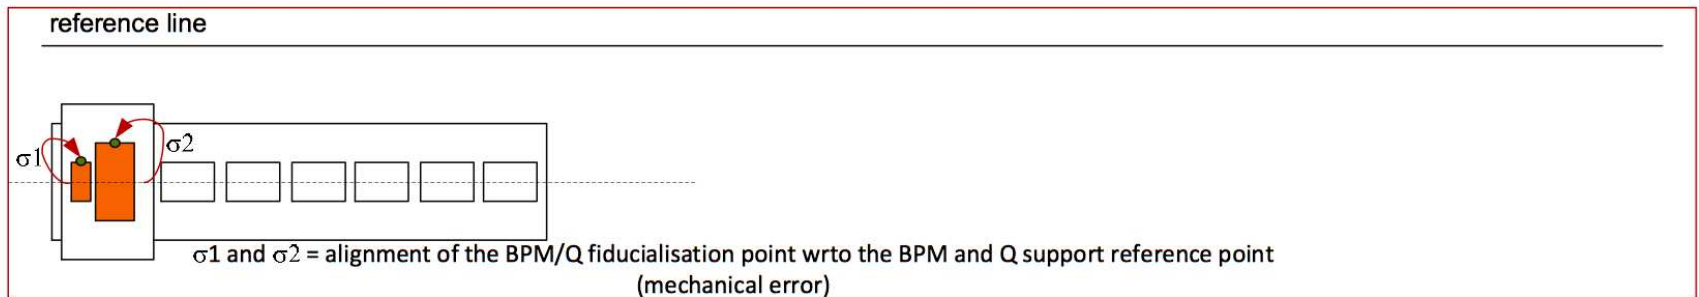 reference line
σ1
σ2
σ1 and σ2 = alignment of the BPM/Q fiducialisation point wrto the BPM and Q support reference point
(mechanical error)